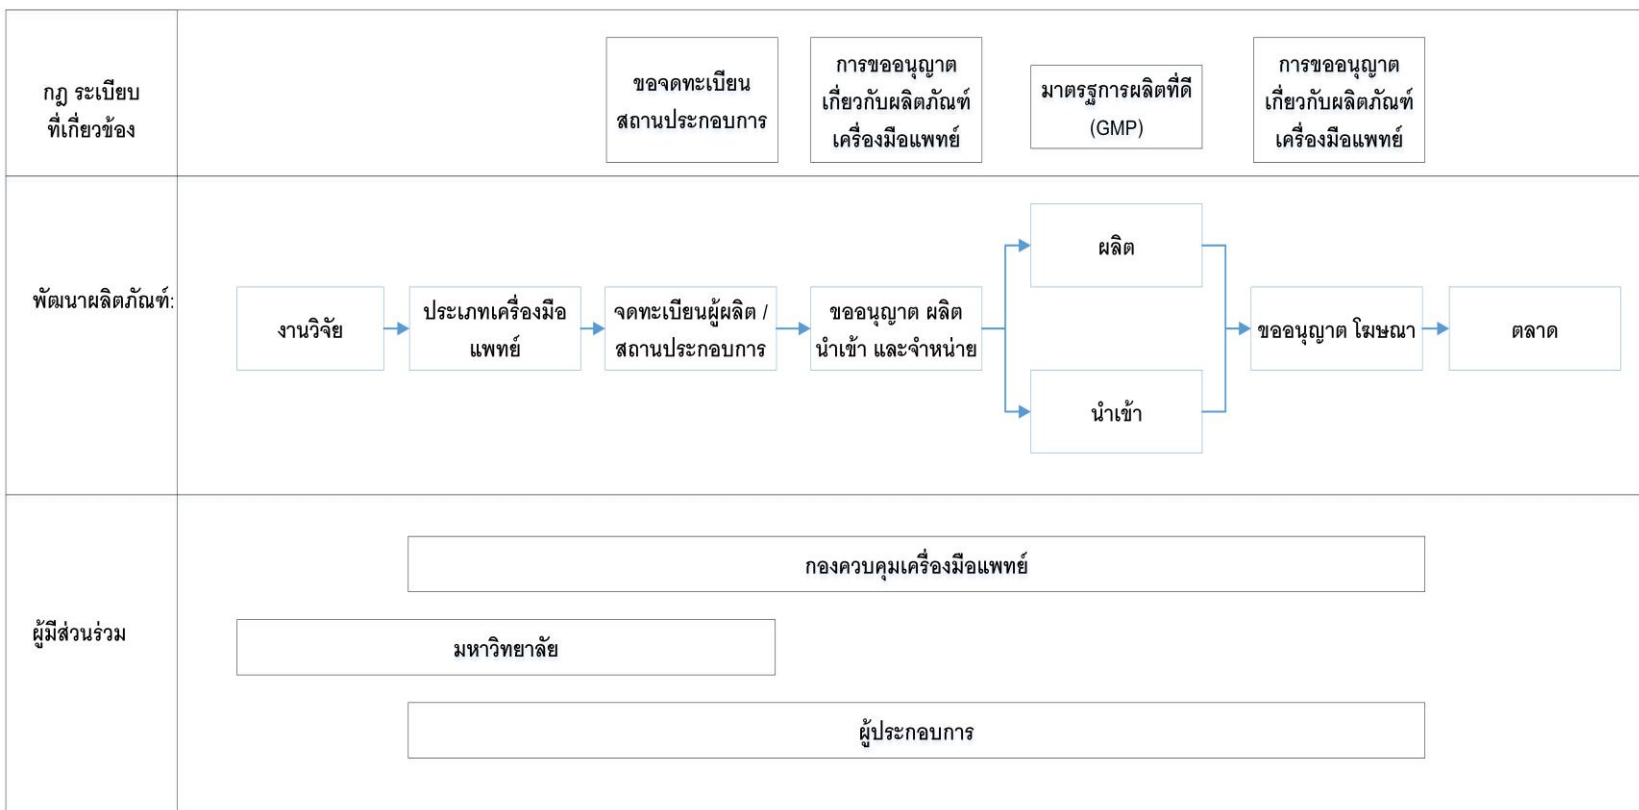 กฎ ระเบียบ
ที่เกี่ยวข้อง
ขอจดทะเบียน
สถานประกอบการ
การขออนุญาต
เกี่ยวกับผลิตภัณฑ์
เครื่องมือแพทย์
มาตรฐการผลิตที่ดี
(GMP)
การขออนุญาต
เกี่ยวกับผลิตภัณฑ์
เครื่องมือแพทย์
พัฒนาผลิตภัณฑ์:
งานวิจัย
ประเภทเครื่องมือ
แพทย์
จดทะเบียนผู้ผลิต /
สถานประกอบการ
ขออนุญาต ผลิต
นำเข้า และจำหน่าย
ผลิต
นำเข้า
ขออนุญาต โฆษณา
ตลาด
ผู้มีส่วนร่วม
กองควบคุมเครื่องมือแพทย์
มหาวิทยาลัย
ผู้ประกอบการ